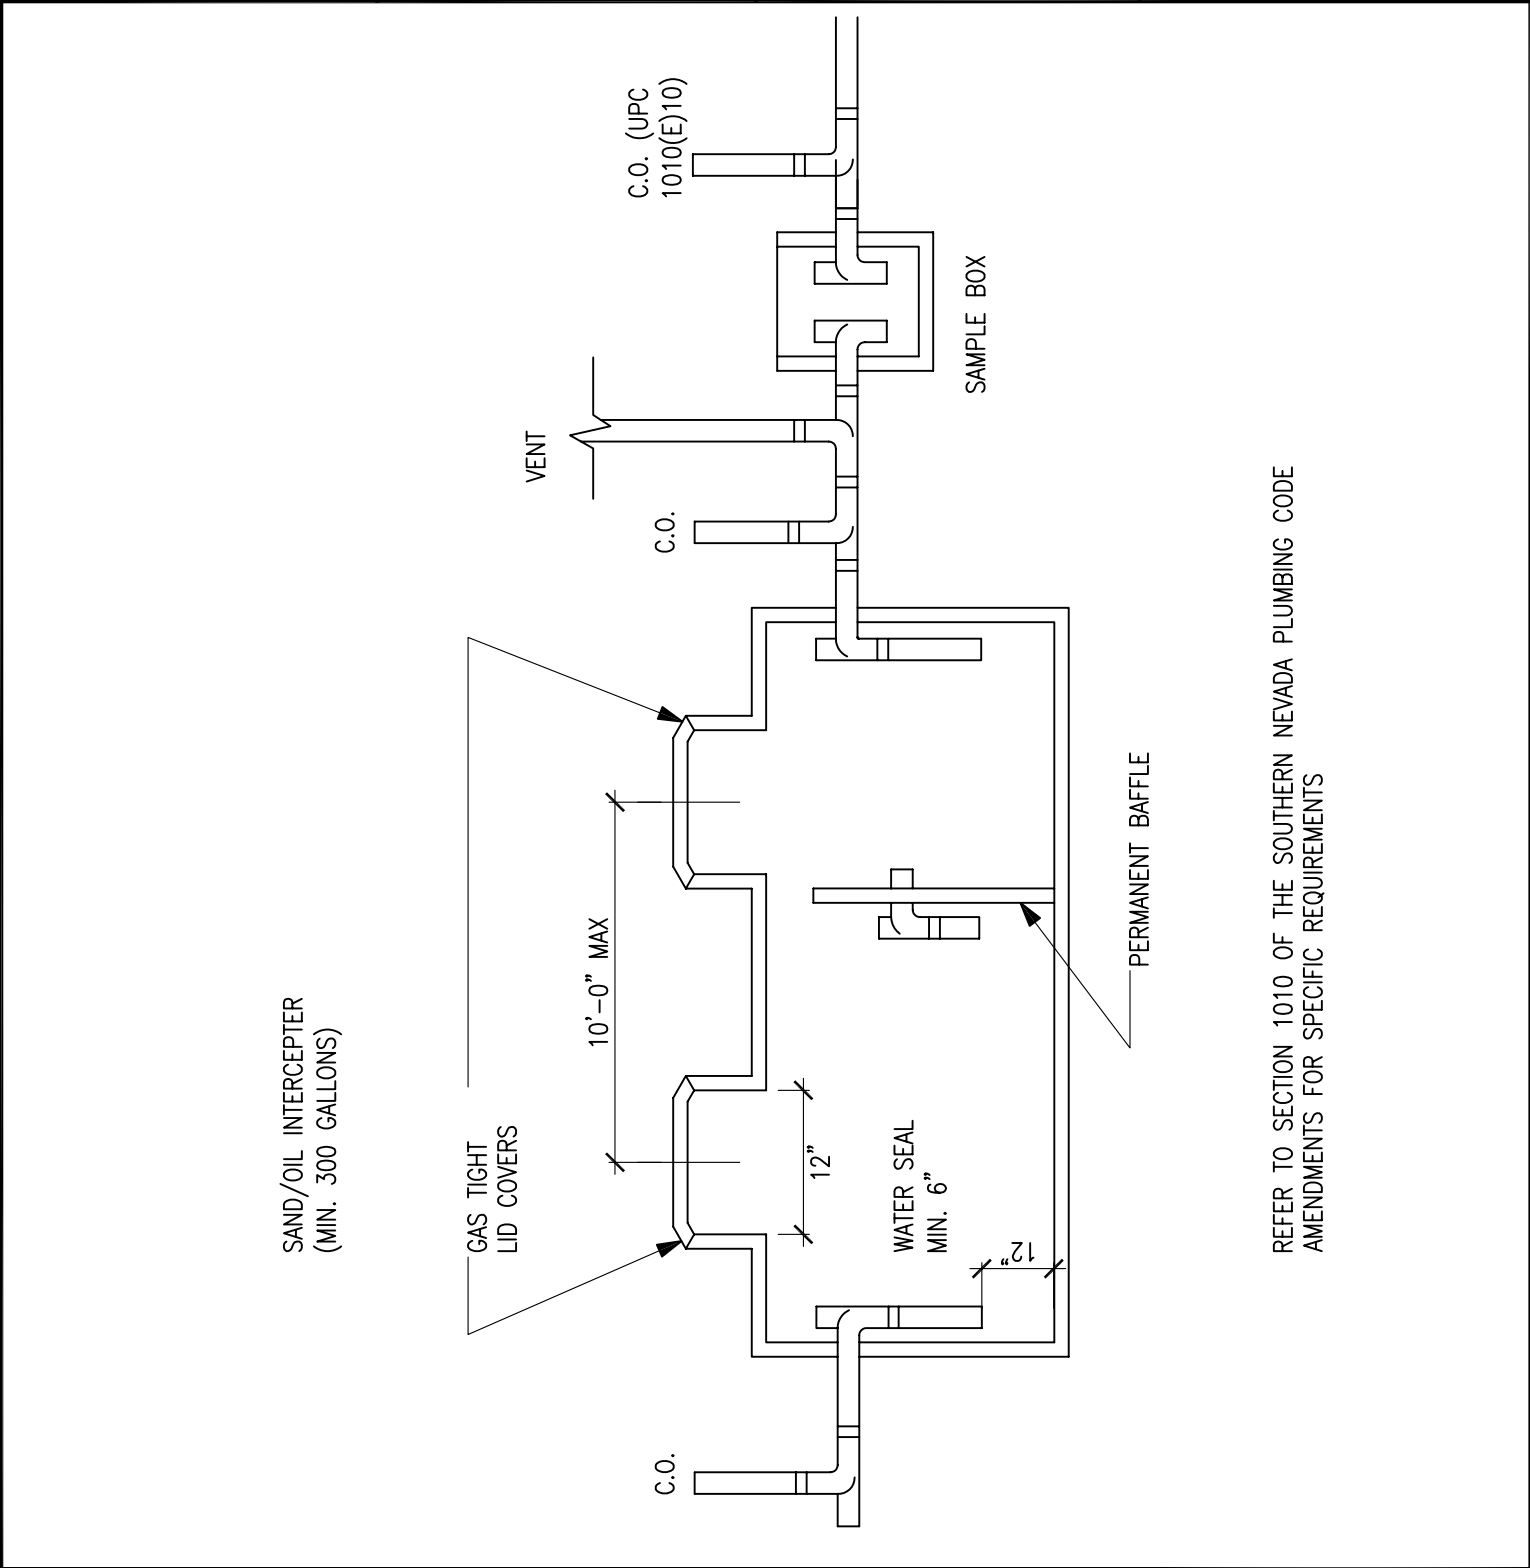 SAND/OIL INTERCEPTER
(MIN. 300 GALLONS)
GAS TIGHT
LID COVERS
10'-0" MAX
C.O.
C.O.
VENT
C.O. (UPC
1010(E)10)
12"
WATER SEAL
MIN. 6"
12"
SAMPLE BOX
PERMANENT BAFFLE
REFER TO SECTION 1010 OF THE SOUTHERN NEVADA PLUMBING CODE
AMENDMENTS FOR SPECIFIC REQUIREMENTS